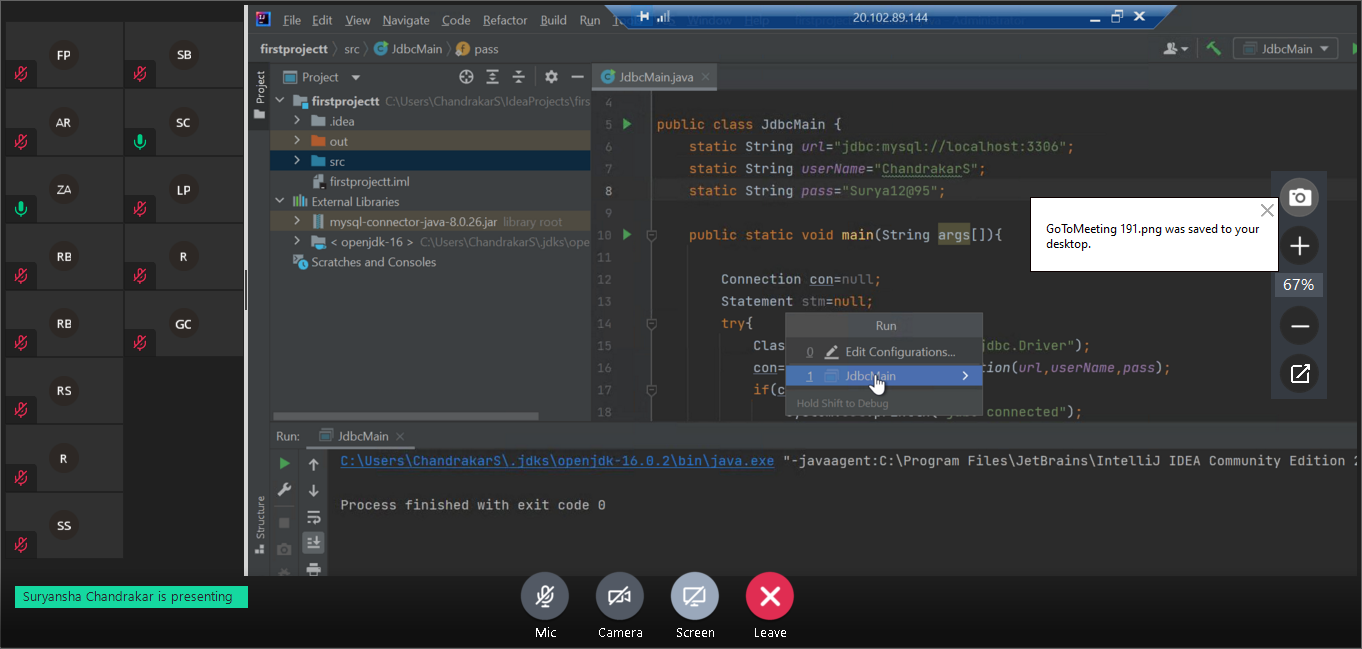 FP
SB
AR
SC
ZA
LP
RB
R
RB
GC
RS
R
SS
Suryansha Chandrakar is presenting
File Edit View Navigate Code Refactor Build Run
20.102.89.144
firstprojectt src JdbcMain pass
JdbcMain
Project
Project
JdbcMain.java
firstprojectt C:\Users\ChandrakarS\IdeaProjects\firs
.idea
out
src
firstprojectt.iml
External Libraries
mysql-connector-java-8.0.26.jar library root
< openjdk-16 > C:\Users\ChandrakarS\.jdks\ope
Scratches and Consoles
4
5 public class JdbcMain {
6 static String url="jdbc:mysql://localhost:3306";
7 static String userName="ChandrakarS";
8 static String pass="Surya12@95";
9
10 public static void main(String args[]){
11
12 Connection con=null;
13 Statement stm=null;
14 try{
15 Clas jdbc.Driver");
16 con= tion(url,userName,pass);
17 if(c
18 connected");
Run
0 Edit Configurations...
1 JdbcMain
Hold Shift to Debug
GoToMeeting 191.png was saved to your
desktop.
67%
Run: JdbcMain
C:\Users\ChandrakarS\.jdks\openjdk-16.0.2\bin\java.exe "-javaagent:C:\Program Files\JetBrains\IntelliJ IDEA Community Edition 2
Process finished with exit code 0
Structure
Mic
Camera
Screen
Leave